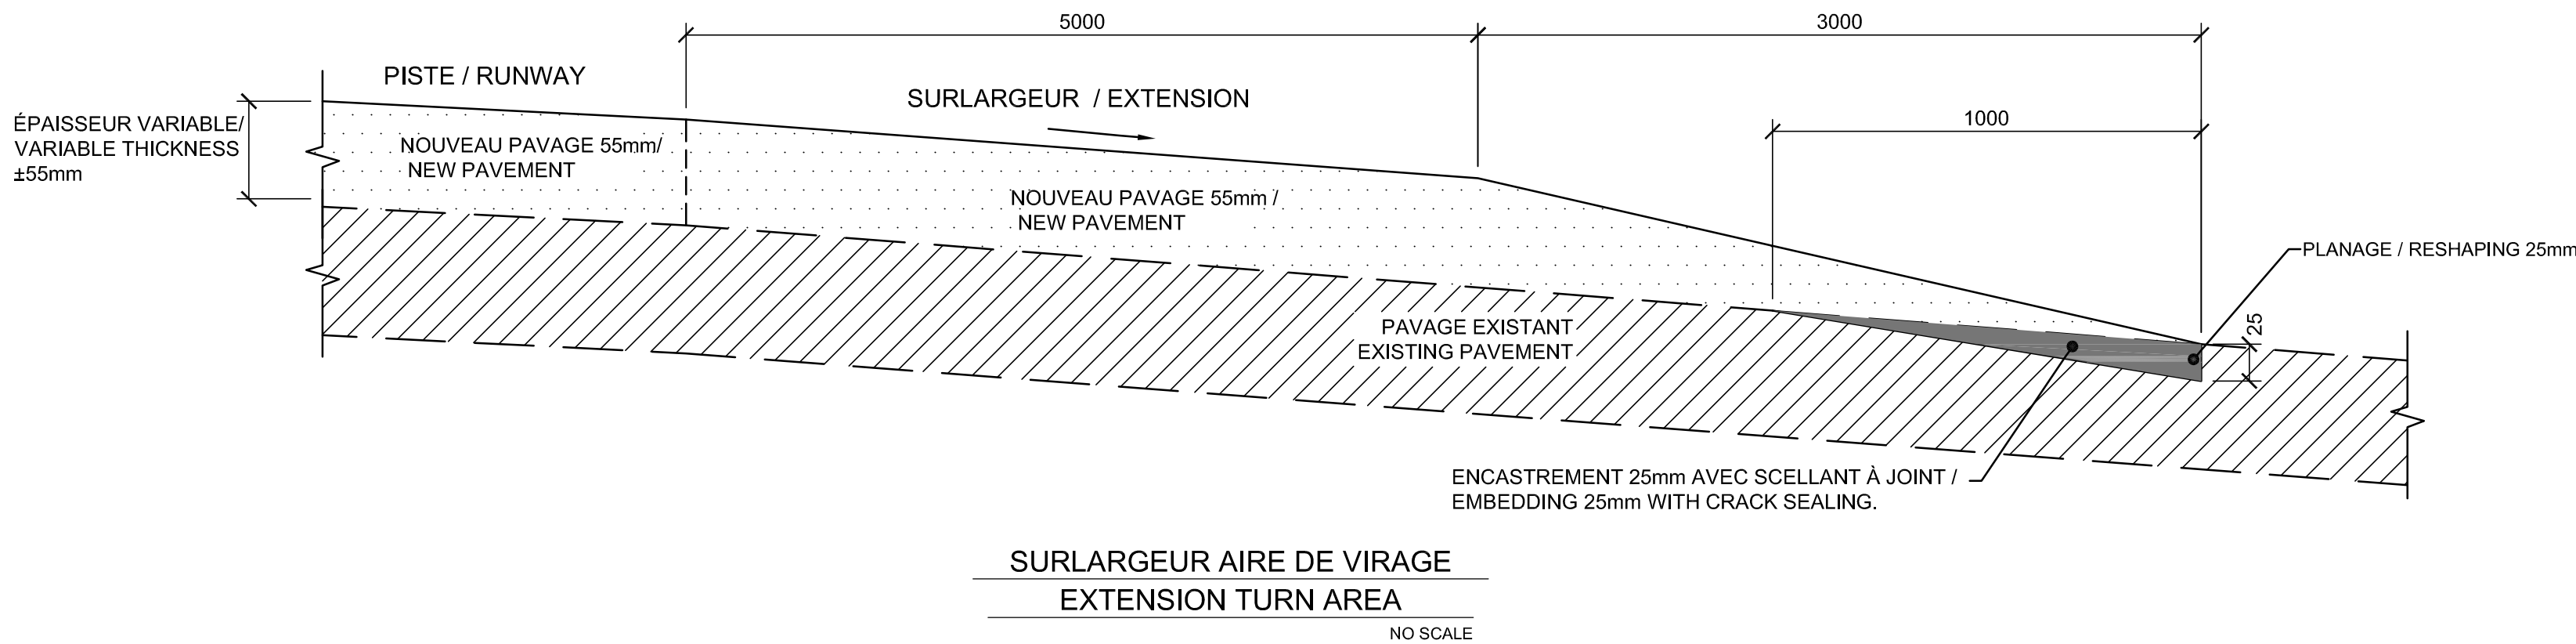 5000
3000
PISTE / RUNWAY
SURLARGEUR / EXTENSION
1000
ÉPAISSEUR VARIABLE/
VARIABLE THICKNESS
±55mm
NOUVEAU PAVAGE 55mm/
NEW PAVEMENT
NOUVEAU PAVAGE 55mm /
NEW PAVEMENT
PLANAGE / RESHAPING 25mm
PAVAGE EXISTANT
EXISTING PAVEMENT
25
ENCASTREMENT 25mm AVEC SCELLANT À JOINT /
EMBEDDING 25mm WITH CRACK SEALING.
SURLARGEUR AIRE DE VIRAGE
EXTENSION TURN AREA
NO SCALE